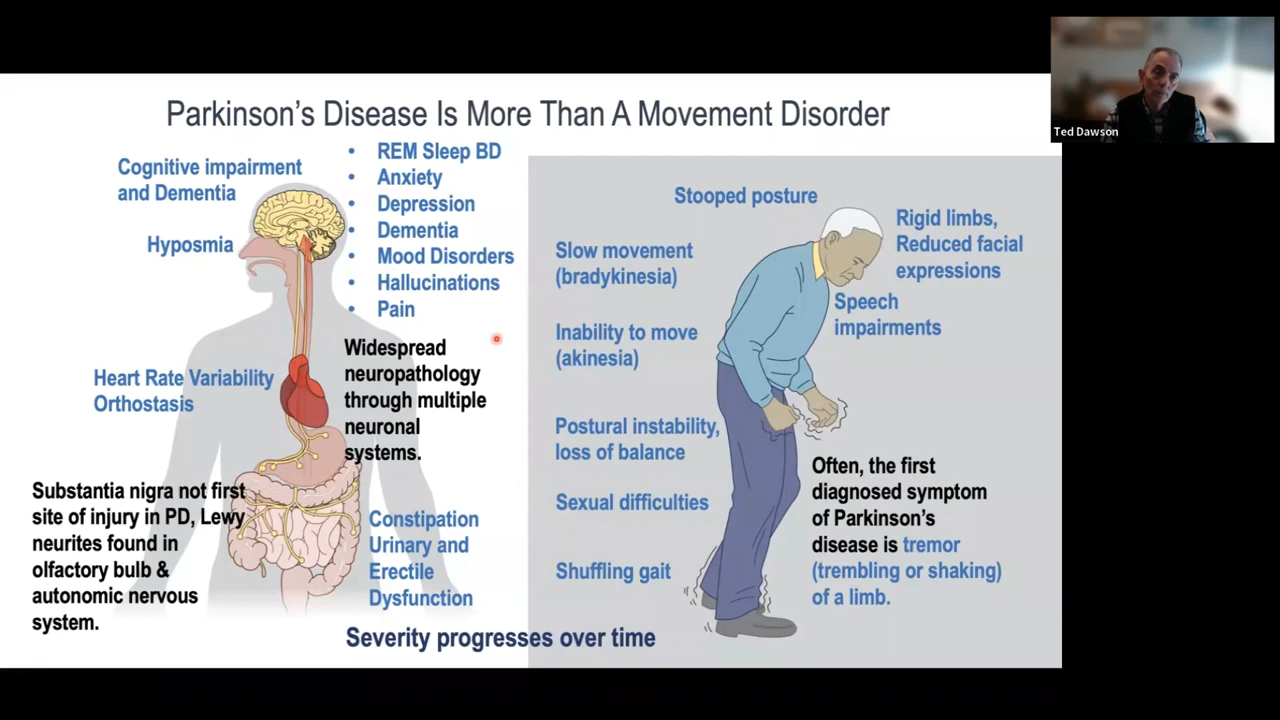 Parkinson's Disease Is More Than A Movement Disorder
Cognitive impairment
and Dementia
Hyposmia
• REM Sleep BD
• Anxiety
• Depression
• Dementia
• Mood Disorders
• Hallucinations
• Pain
Widespread
neuropathology
through multiple
neuronal
systems.
Heart Rate Variability
Orthostasis
Substantia nigra not first
site of injury in PD, Lewy
neurites found in
olfactory bulb &
autonomic nervous
system.
Constipation
Urinary and
Erectile
Dysfunction
Stooped posture
Slow movement
(bradykinesia)
Rigid limbs,
Reduced facial
expressions
Speech
impairments
Inability to move
(akinesia)
Postural instability,
loss of balance
Sexual difficulties
Shuffling gait
Often, the first
diagnosed symptom
of Parkinson's
disease is tremor
(trembling or shaking)
of a limb.
Severity progresses over time
Ted Dawson